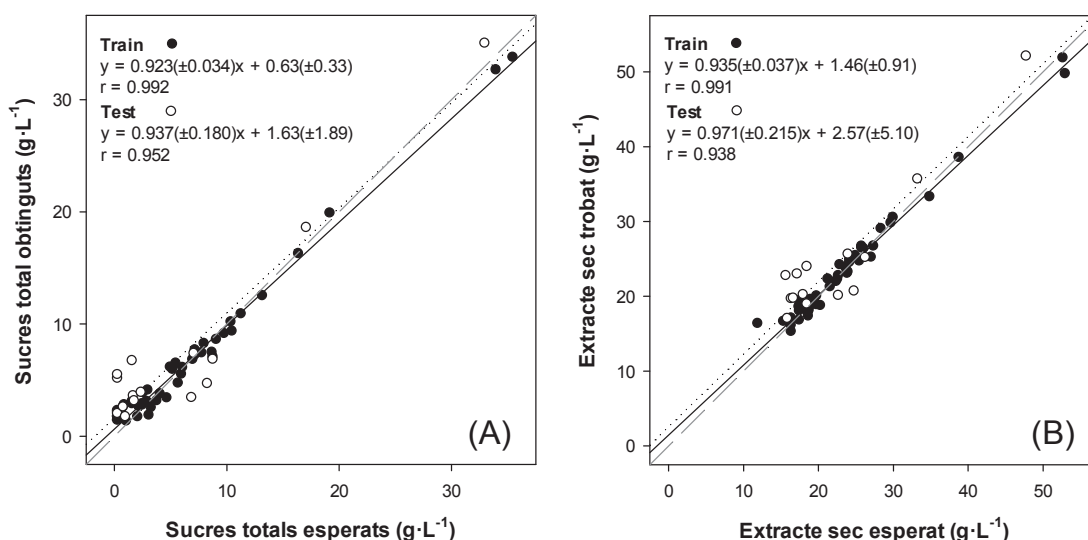 Train
y = 0.923(±0.034)x + 0.63(±0.33)
r = 0.992
Test
y = 0.937(±0.180)x + 1.63(±1.89)
r = 0.952
Sucres total obtinguts (g·L⁻¹)
30
20
10
0
(A)
0 10 20 30
Sucres totals esperats (g·L⁻¹)
Train
y = 0.935(±0.037)x + 1.46(±0.91)
r = 0.991
Test
y = 0.971(±0.215)x + 2.57(±5.10)
r = 0.938
Extracte sec trobat (g·L⁻¹)
50
40
30
20
10
0
(B)
0 10 20 30 40 50
Extracte sec esperat (g·L⁻¹)